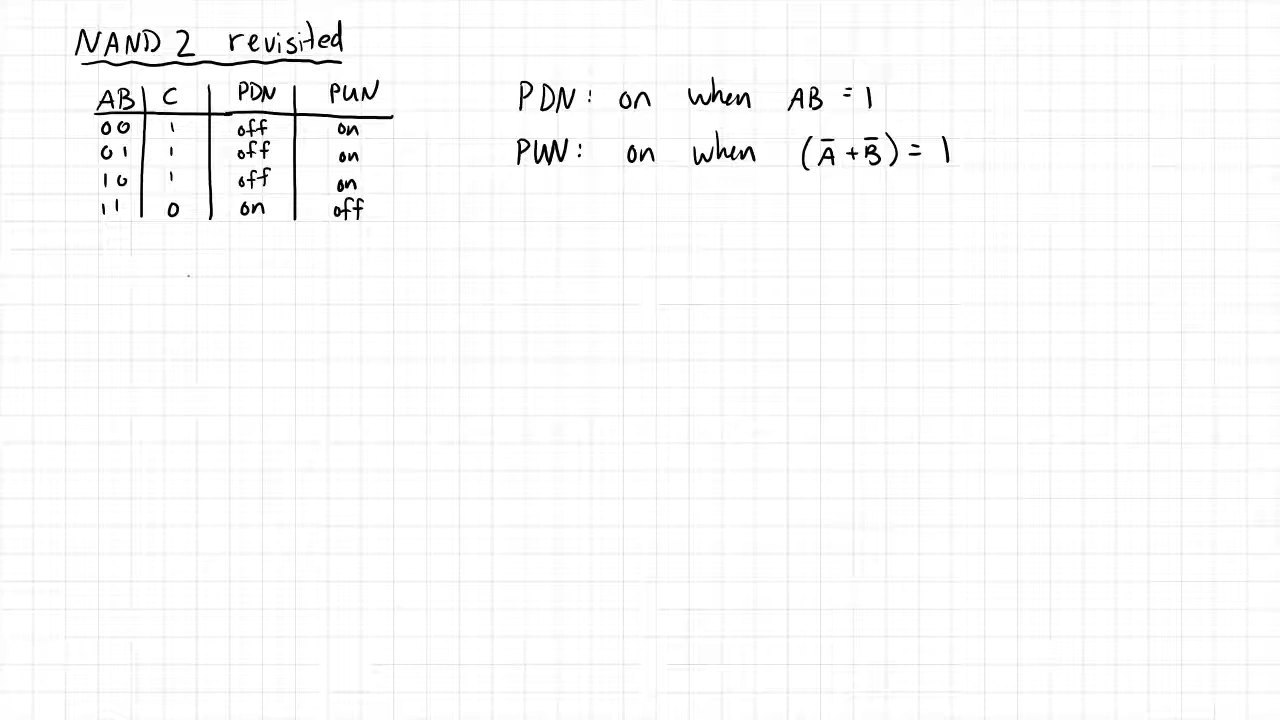 NAND 2 revisited
AB C PDN PUN
00 1 off on
01 1 off on
10 1 off on
11 0 on off
PDN: on when AB = 1
PUN: on when (A̅ + B̅) = 1